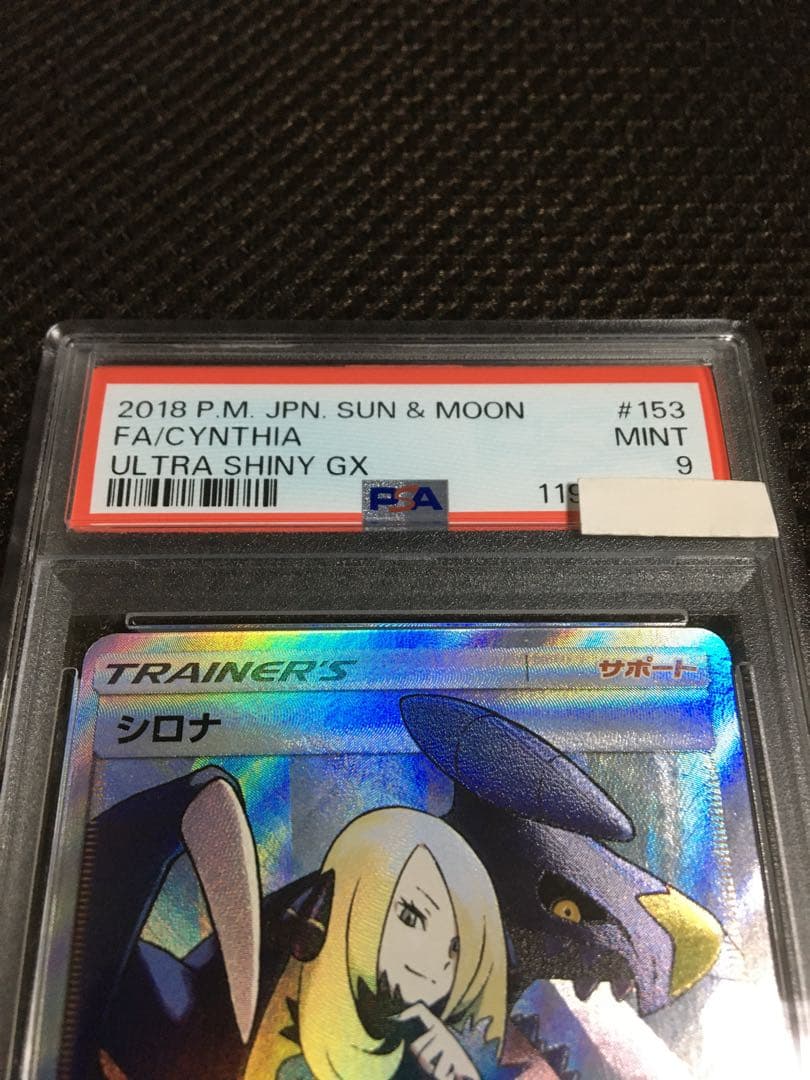 2018 P.M. JPN. SUN & MOON #153
FA/CYNTHIA MINT
ULTRA SHINY GX 9
PSA 119
TRAINER'S サポート
シロナ